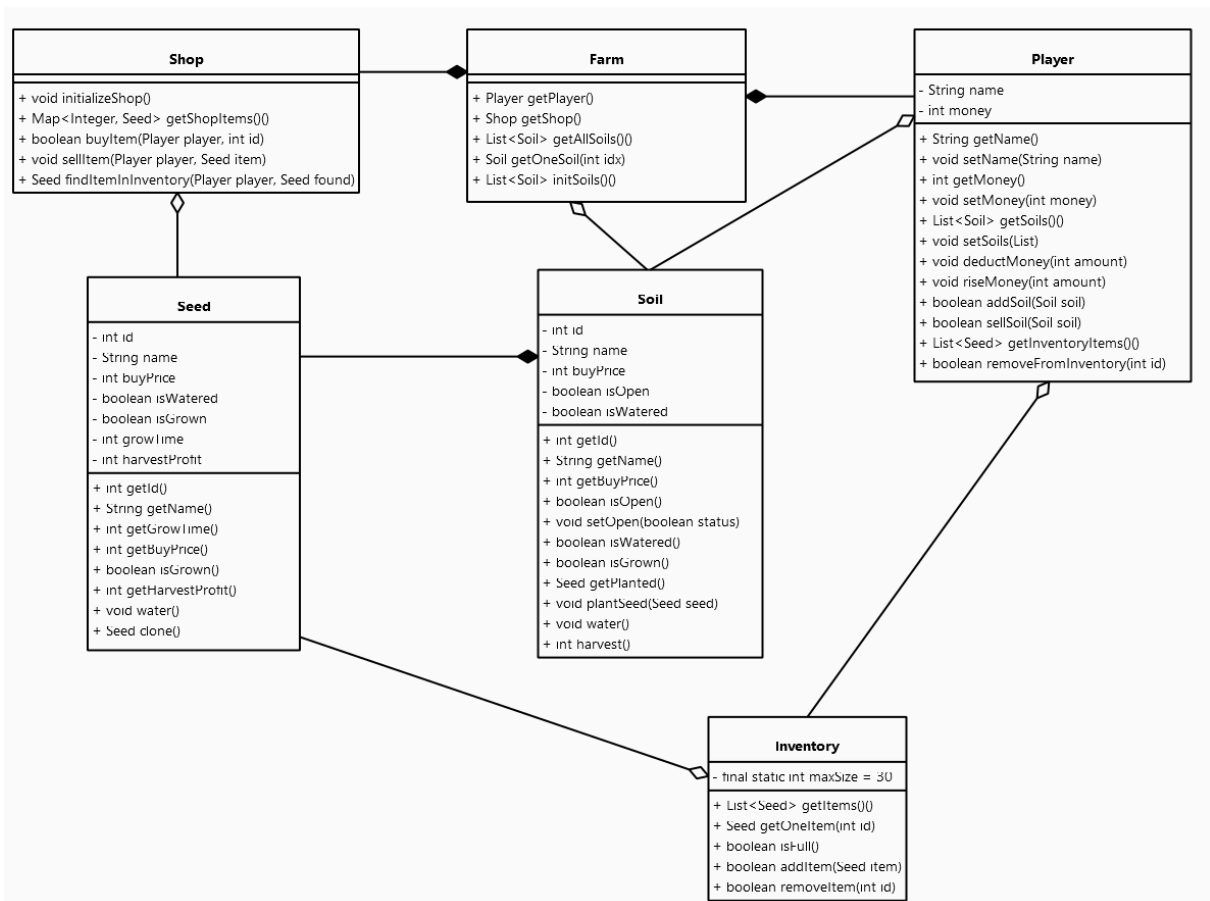 Shop
+ void initializeShop()
+ Map<Integer, Seed> getShopItems()()
+ boolean buyItem(Player player, int id)
+ void sellItem(Player player, Seed item)
+ Seed findItemInInventory(Player player, Seed found)
Farm
+ Player getPlayer()
+ Shop getShop()
+ List<Soil> getAllSoils()()
+ Soil getOneSoil(int idx)
+ List<Soil> initSoils()()
Player
- String name
- int money
+ String getName()
+ void setName(String name)
+ int getMoney()
+ void setMoney(int money)
+ List<Soil> getSoils()()
+ void setSoils(List)
+ void deductMoney(int amount)
+ void riseMoney(int amount)
+ boolean addSoil(Soil soil)
+ boolean sellSoil(Soil soil)
+ List<Seed> getInventoryItems()()
+ boolean removeFromInventory(int id)
Seed
- int id
- String name
- int buyPrice
- boolean isWatered
- boolean isGrown
- int growTime
- int harvestProfit
+ int getId()
+ String getName()
+ int getGrowTime()
+ int getBuyPrice()
+ boolean isGrown()
+ int getHarvestProfit()
+ void water()
+ Seed clone()
Soil
- int id
- String name
- int buyPrice
- boolean isOpen
- boolean isWatered
+ int getId()
+ String getName()
+ int getBuyPrice()
+ boolean isOpen()
+ void setOpen(boolean status)
+ boolean isWatered()
+ boolean isGrown()
+ Seed getPlanted()
+ void plantSeed(Seed seed)
+ void water()
+ int harvest()
Inventory
- final static int maxSize = 30
+ List<Seed> getItems()()
+ Seed getOneItem(int id)
+ boolean isFull()
+ boolean addItem(Seed item)
+ boolean removeItem(int id)